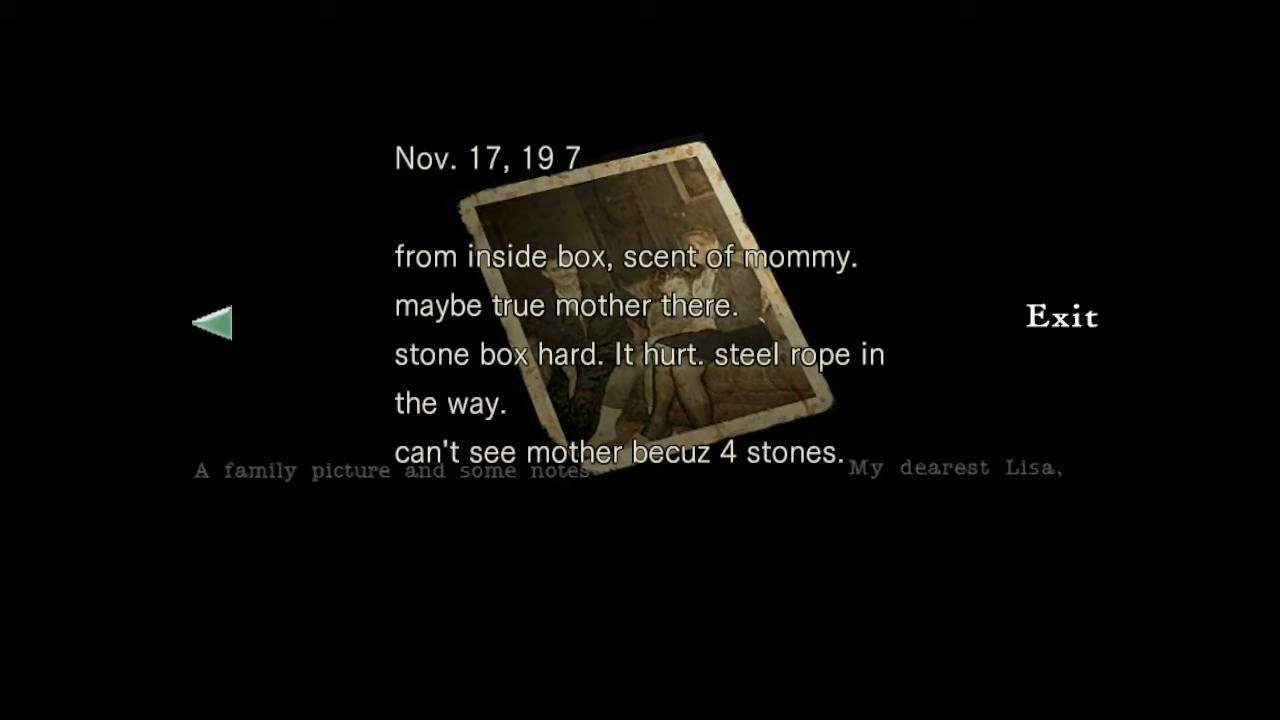 Nov. 17, 19 7
from inside box, scent of mommy.
maybe true mother there.
stone box hard. It hurt. steel rope in
the way.
can't see mother becuz 4 stones.
Exit
A family picture and some notes
My dearest Lisa,